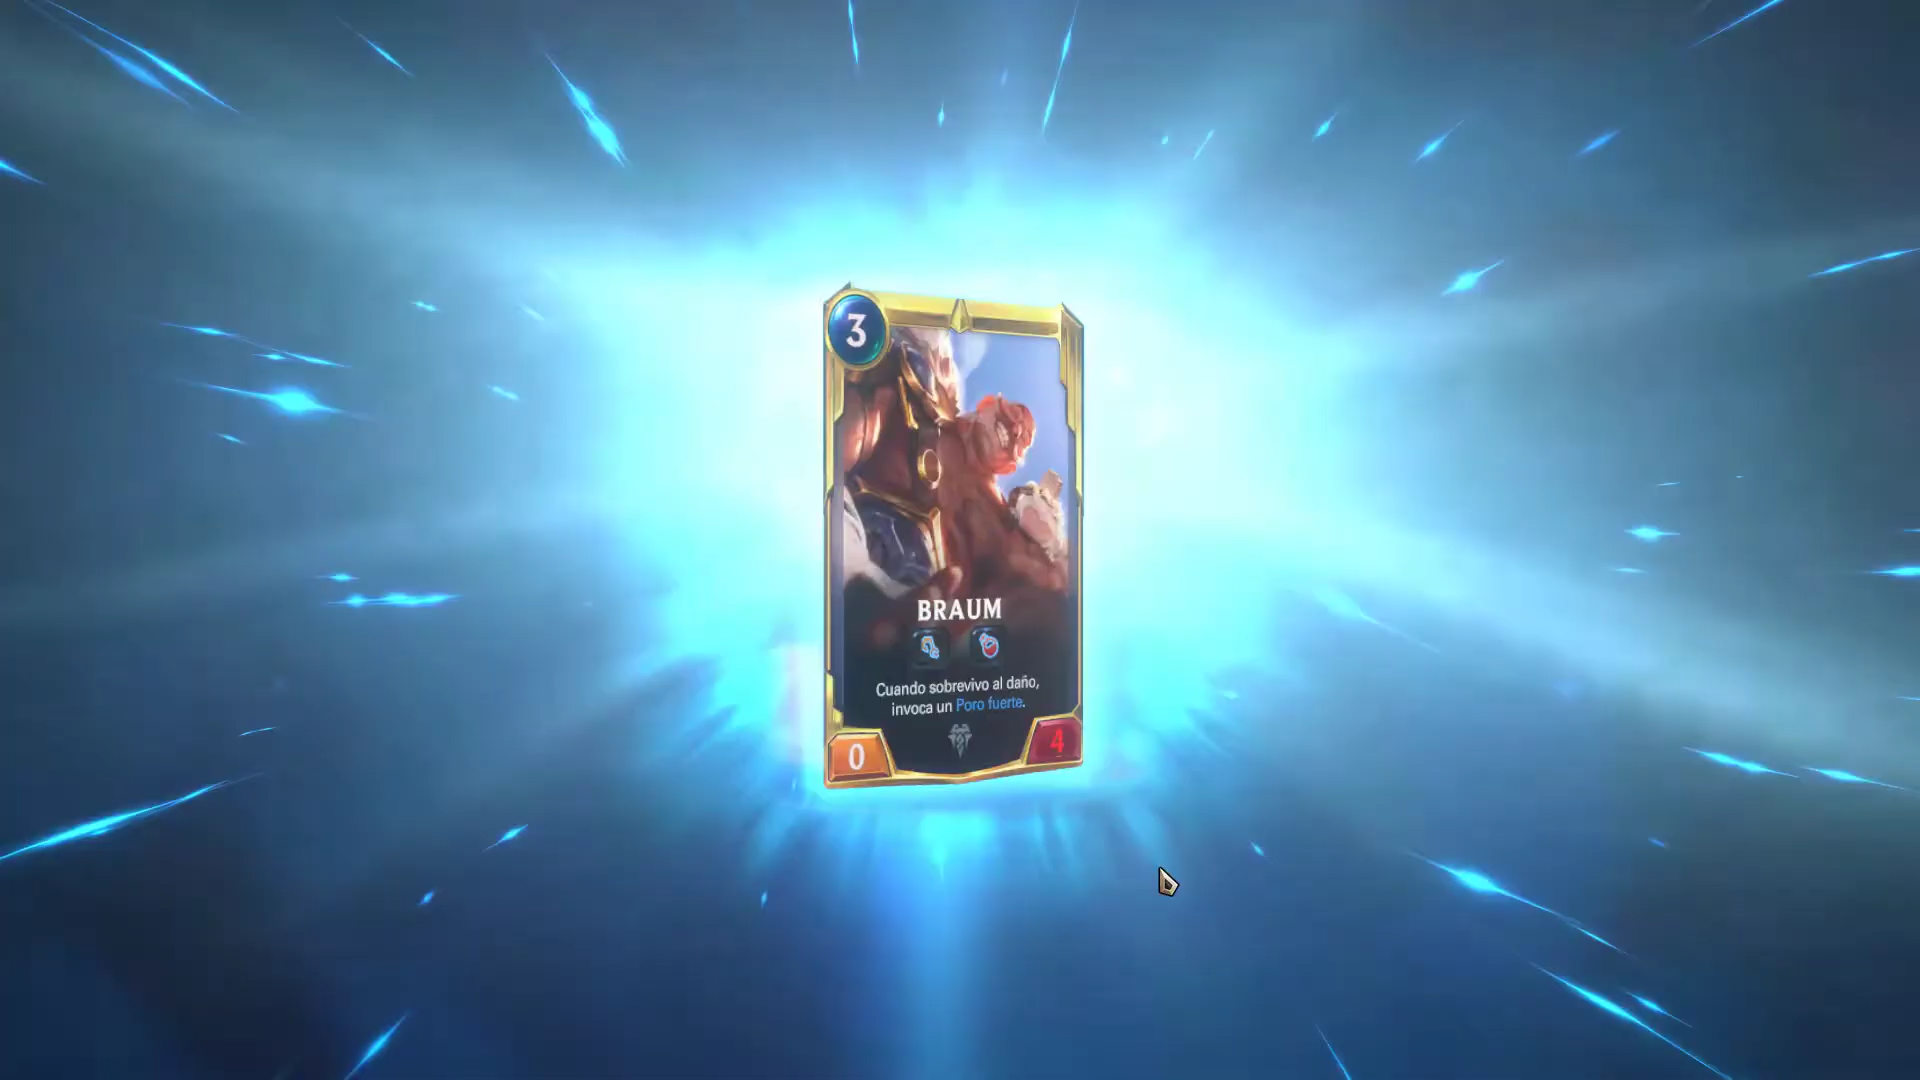 3
BRAUM
Cuando sobrevivo al daño,
invoca un Poro fuerte.
0
4